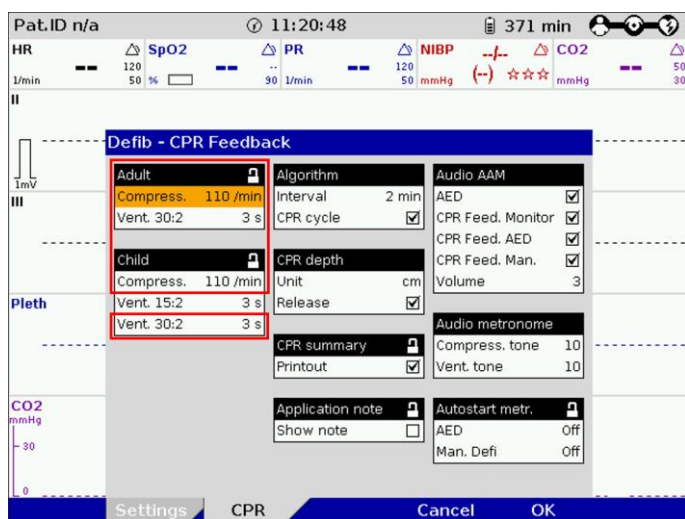 Pat.ID n/a 11:20:48 371 min
HR 120 50 1/min --
SpO2 -- 90 % --
PR 120 50 1/min --
NIBP --/-- (--) mmHg
CO2 50 30 mmHg --
II
1mV
III
Pleth
CO2
mmHg
30
0
Defib - CPR Feedback
Adult
Compress. 110 /min
Vent. 30:2 3 s
Child
Compress. 110 /min
Vent. 15:2 3 s
Vent. 30:2 3 s
Algorithm
Interval 2 min
CPR cycle
CPR depth
Unit cm
Release
CPR summary
Printout
Application note
Show note
Audio AAM
AED
CPR Feed. Monitor
CPR Feed. AED
CPR Feed. Man.
Volume 3
Audio metronome
Compress. tone 10
Vent. tone 10
Autostart metr.
AED Off
Man. Defi Off
Settings CPR Cancel OK